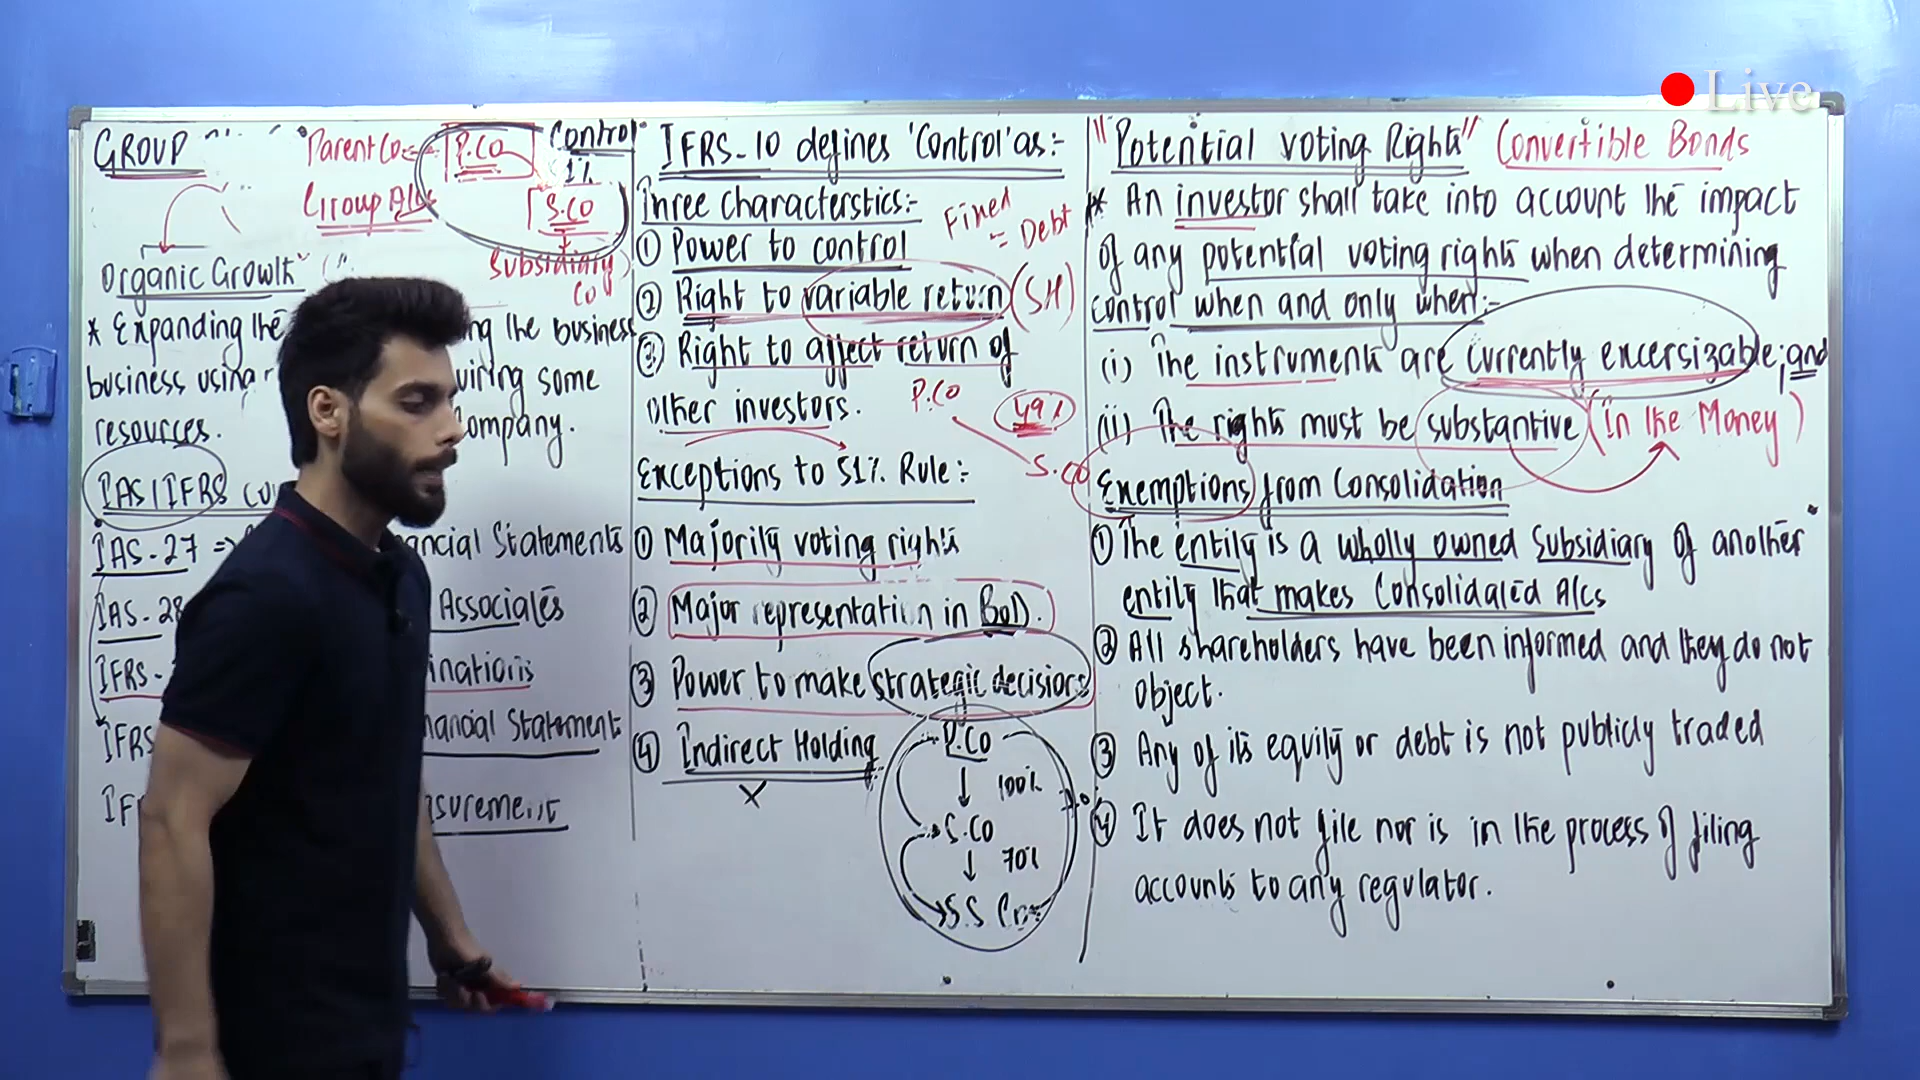 Live
GROUP
Parent Co
P.CO
Control
51%
Group A/Cs
S.CO
Subsidiary
Co
Organic Growth
* Expanding the
business using
resources.
ng the business
uiring some
ompany.
IAS/IFRS
IAS-27 =>
ancial Statements
IAS-28
Associates
IFRS-
inations
IFRS
nancial Statement
IF
surement
IFRS-10 defines 'Control' as:-
Three Characterstics:-
① Power to control
② Right to variable return (SH)
Fixed
= Debt
③ Right to affect return of
other investors.
P.Co
49%
S.CO
Exceptions to 51% Rule:-
① Majority voting rights
② Major representation in BoD.
③ Power to make strategic decisions
④ Indirect Holding
X
P.CO
100%
S.CO
70%
S.S Co
"Potential voting Rights" Convertible Bonds
* An investor shall take into account the impact
of any potential voting rights when determining
control when and only when:-
(i) The instrument are currently excersizable; and
(ii) The rights must be substantive (In the Money)
Exemptions from Consolidation
① The entity is a wholly owned subsidiary of another
entity that makes Consolidated A/Cs
② All shareholders have been informed and they do not
object.
③ Any of its equity or debt is not publicly traded
④ It does not file nor is in the process of filing
accounts to any regulator.